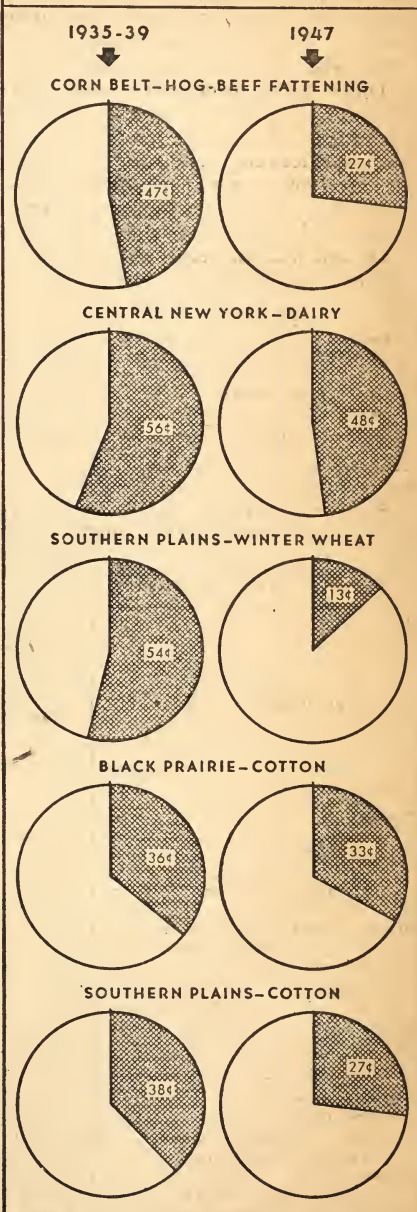 1935-39 1947
CORN BELT–HOG-BEEF FATTENING
47¢ 27¢
CENTRAL NEW YORK–DAIRY
56¢ 48¢
SOUTHERN PLAINS–WINTER WHEAT
54¢ 13¢
BLACK PRAIRIE–COTTON
36¢ 33¢
SOUTHERN PLAINS–COTTON
38¢ 27¢